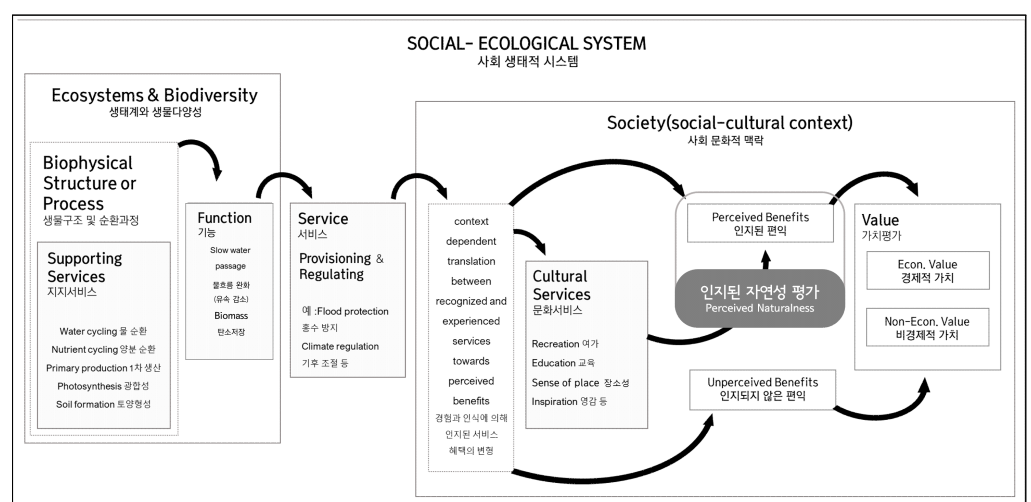 SOCIAL- ECOLOGICAL SYSTEM
사회 생태적 시스템
Ecosystems & Biodiversity
생태계와 생물다양성
Biophysical
Structure or
Process
생물구조 및 순환과정
Supporting
Services
지지서비스
Water cycling 물 순환
Nutrient cycling 양분 순환
Primary production 1차 생산
Photosynthesis 광합성
Soil formation 토양형성
Function
기능
Slow water
passage
물흐름 완화
(유속 감소)
Biomass
탄소저장
Service
서비스
Provisioning &
Regulating
예 :Flood protection
홍수 방지
Climate regulation
기후 조절 등
Society(social-cultural context)
사회 문화적 맥락
context
dependent
translation
between
recognized and
experienced
services
towards
perceived
benefits
경험과 인식에 의해
인지된 서비스
혜택의 변형
Cultural
Services
문화서비스
Recreation 여가
Education 교육
Sense of place 장소성
Inspiration 영감 등
Perceived Benefits
인지된 편익
인지된 자연성 평가
Perceived Naturalness
Unperceived Benefits
인지되지 않은 편익
Value
가치평가
Econ. Value
경제적 가치
Non-Econ. Value
비경제적 가치